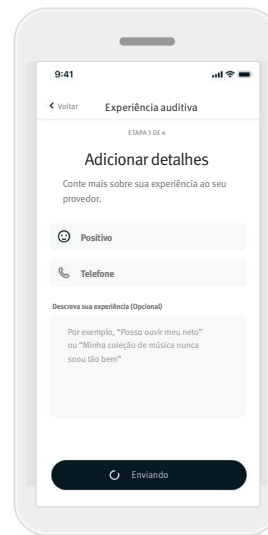 9:41
Voltar
Experiência auditiva
ETAPA 3 DE 4
Adicionar detalhes
Conte mais sobre sua experiência ao seu
provedor.
Positivo
Telefone
Descreva sua experiência (Opcional)
Por exemplo, “Posso ouvir meu neto”
ou “Minha coleção de música nunca
soou tão bem”
Enviando